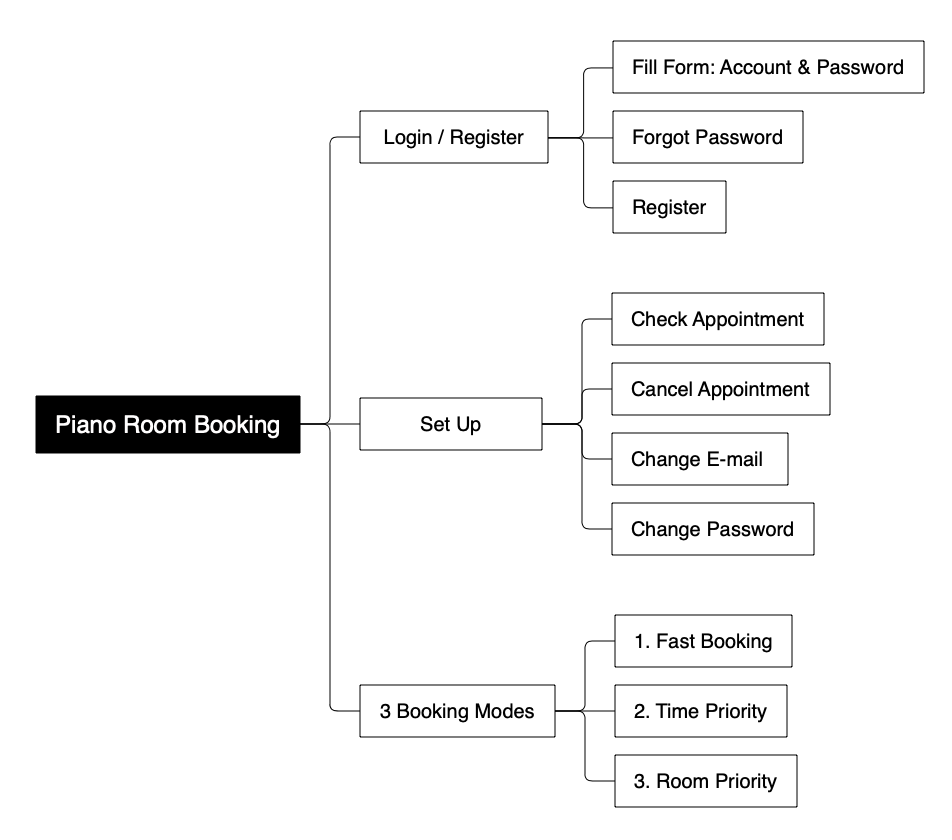 Piano Room Booking
Login / Register
Fill Form: Account & Password
Forgot Password
Register
Set Up
Check Appointment
Cancel Appointment
Change E-mail
Change Password
3 Booking Modes
1. Fast Booking
2. Time Priority
3. Room Priority